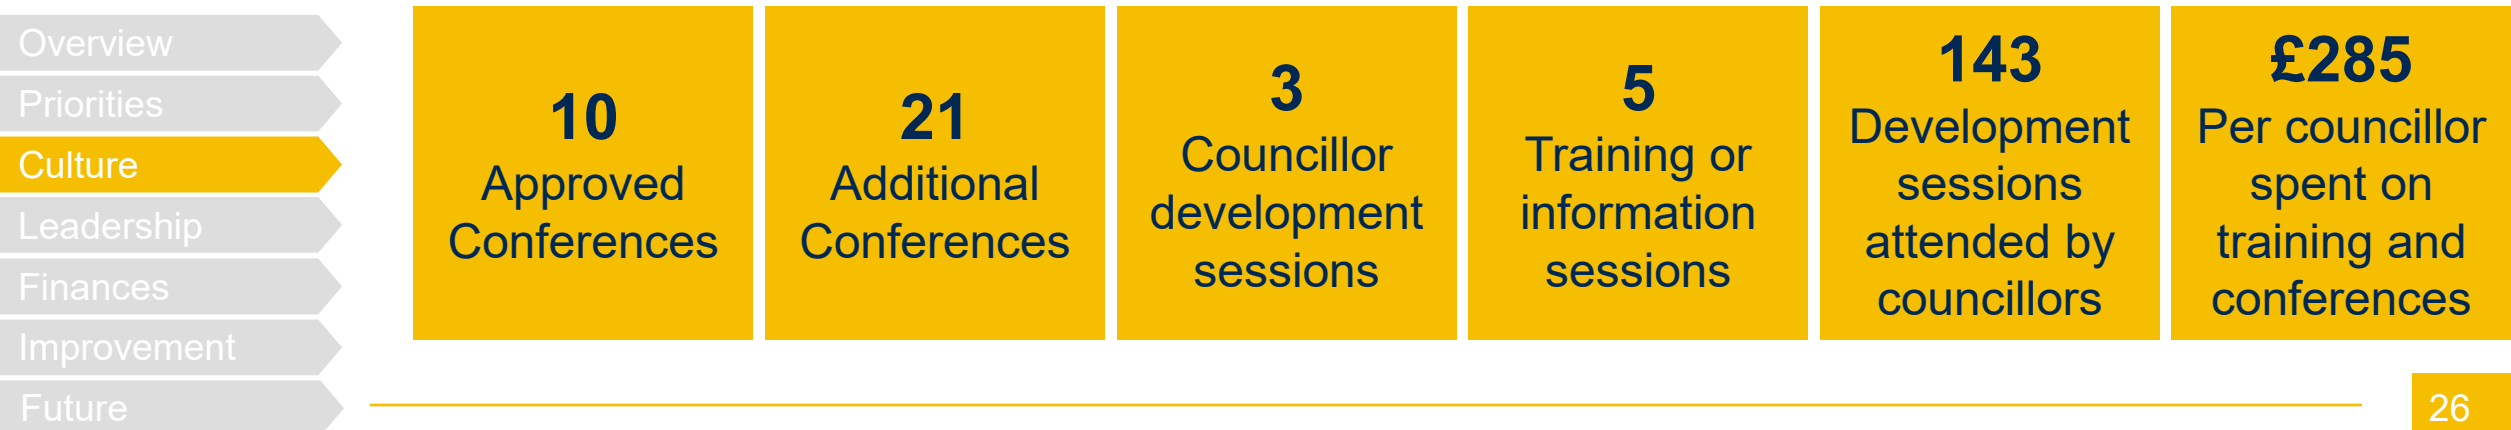 Overview
Priorities
Culture
Leadership
Finances
Improvement
Future
10
Approved
Conferences
21
Additional
Conferences
3
Councillor
development
sessions
5
Training or
information
sessions
143
Development
sessions
attended by
councillors
£285
Per councillor
spent on
training and
conferences
26